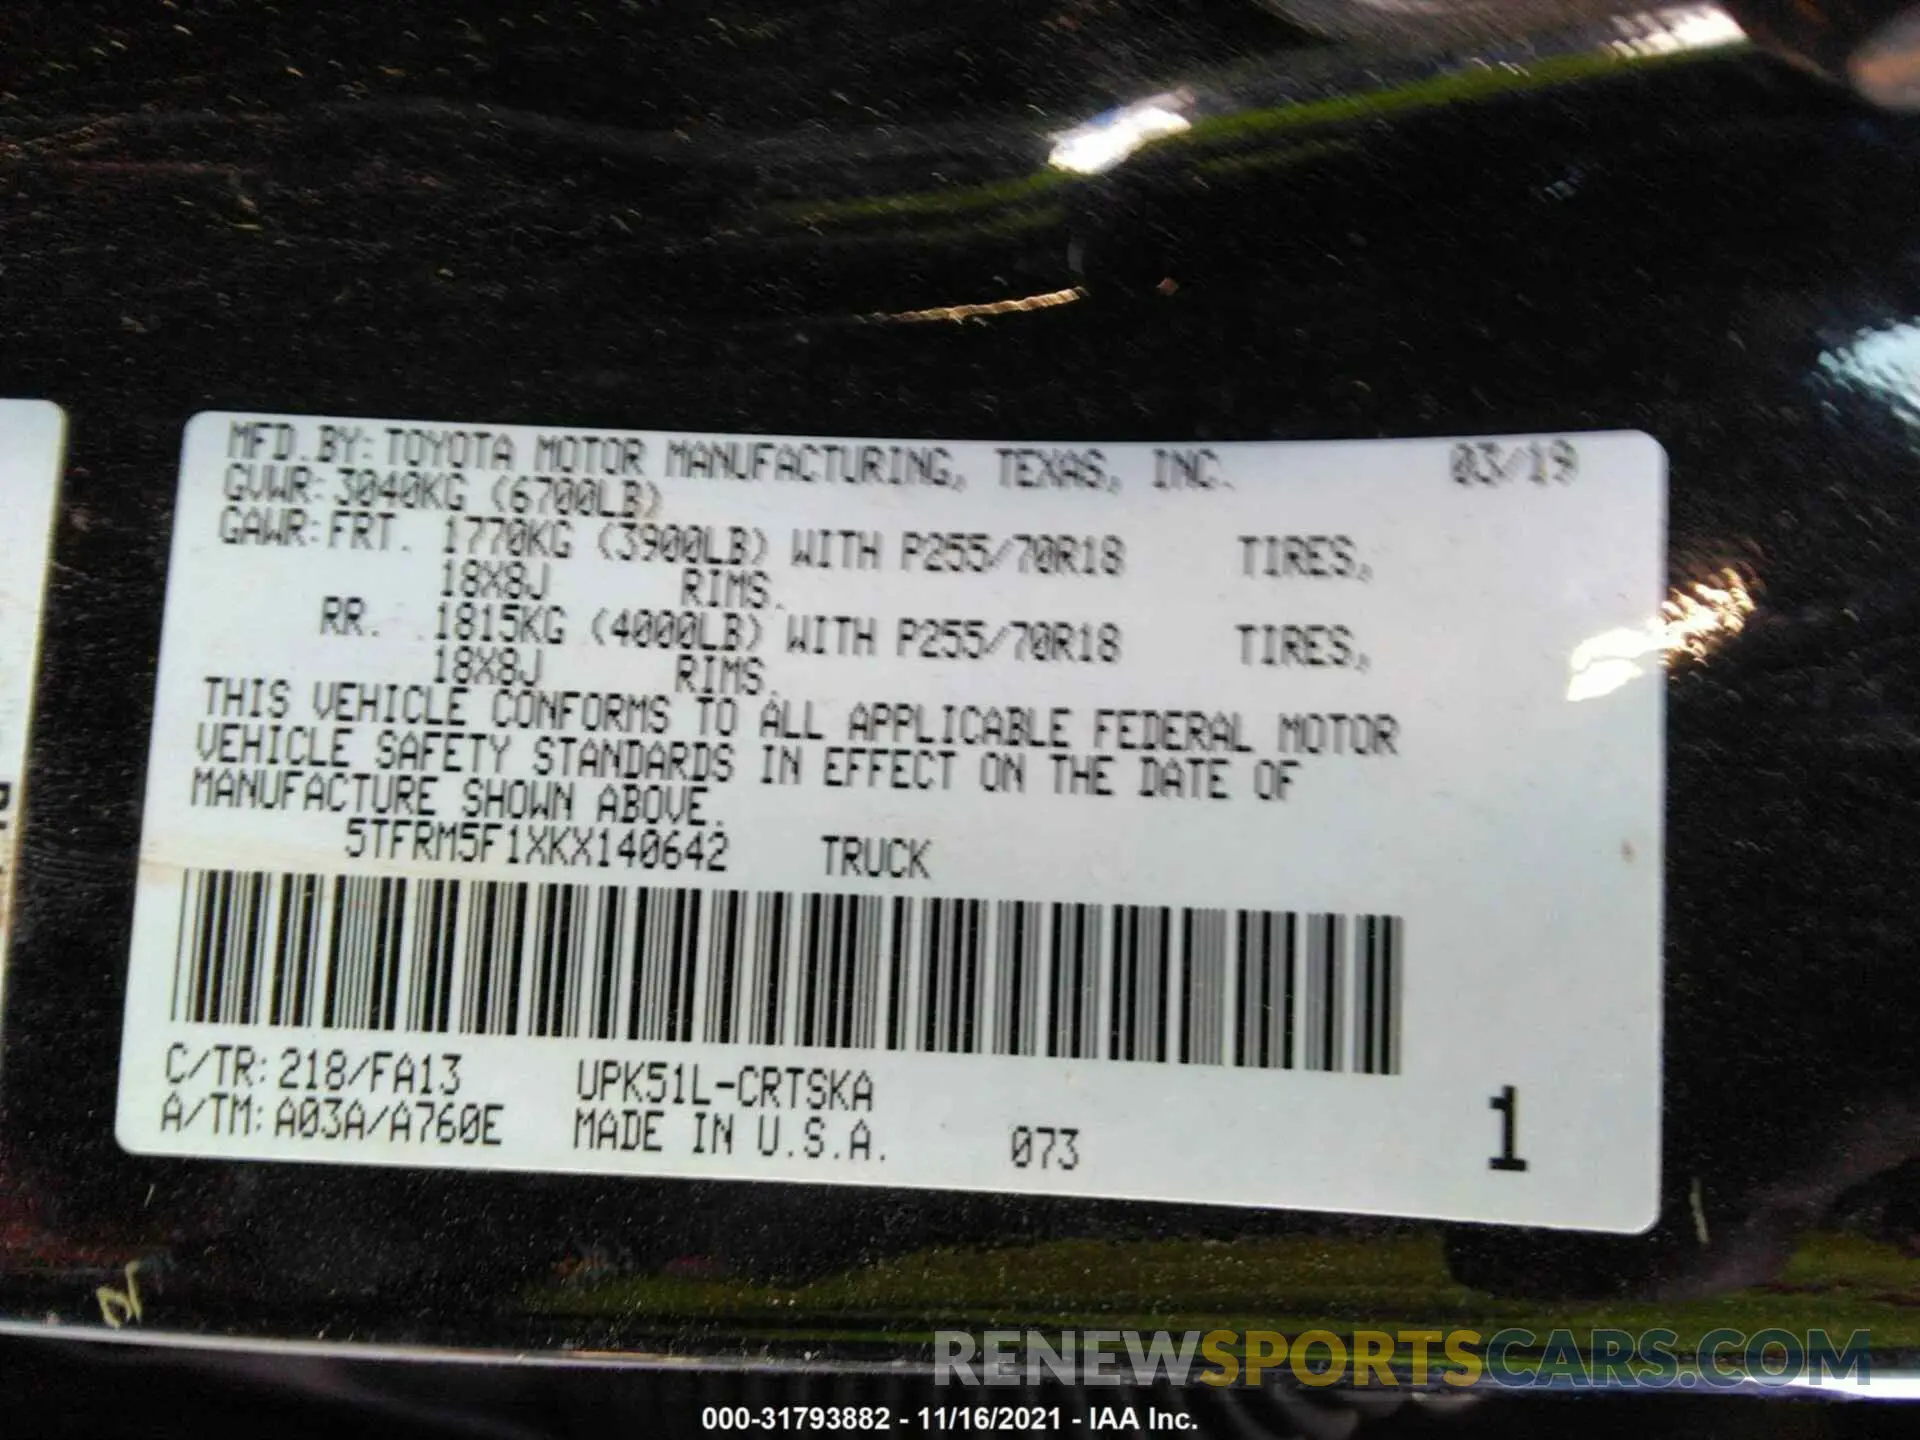 MFD.BY:TOYOTA MOTOR MANUFACTURING, TEXAS, INC. 03/19
GVWR:3040KG (6700LB)
GAWR:FRT. 1770KG (3900LB) WITH P255/70R18 TIRES,
18X8J RIMS.
RR. 1815KG (4000LB) WITH P255/70R18 TIRES,
18X8J RIMS.
THIS VEHICLE CONFORMS TO ALL APPLICABLE FEDERAL MOTOR
VEHICLE SAFETY STANDARDS IN EFFECT ON THE DATE OF
MANUFACTURE SHOWN ABOVE.
5TFRM5F1XKX140642 TRUCK
C/TR:218/FA13 UPK51L-CRTSKA
A/TM:A03A/A760E MADE IN U.S.A. 073 1
RENEWSPORTSCARS.COM
000-31793882 - 11/16/2021 - IAA Inc.